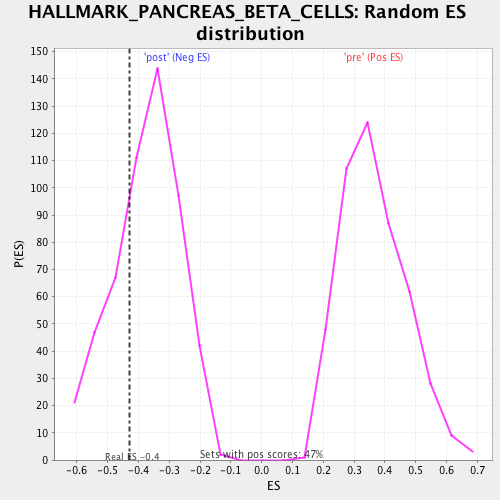 HALLMARK_PANCREAS_BETA_CELLS: Random ES
distribution
'post' (Neg ES)
'pre' (Pos ES)
150
140
130
120
110
100
90
80
70
60
50
40
30
20
10
0
P(ES)
Real ES -0.4
Sets with pos scores: 47%
-0.6 -0.5 -0.4 -0.3 -0.2 -0.1 0.0 0.1 0.2 0.3 0.4 0.5 0.6 0.7
ES